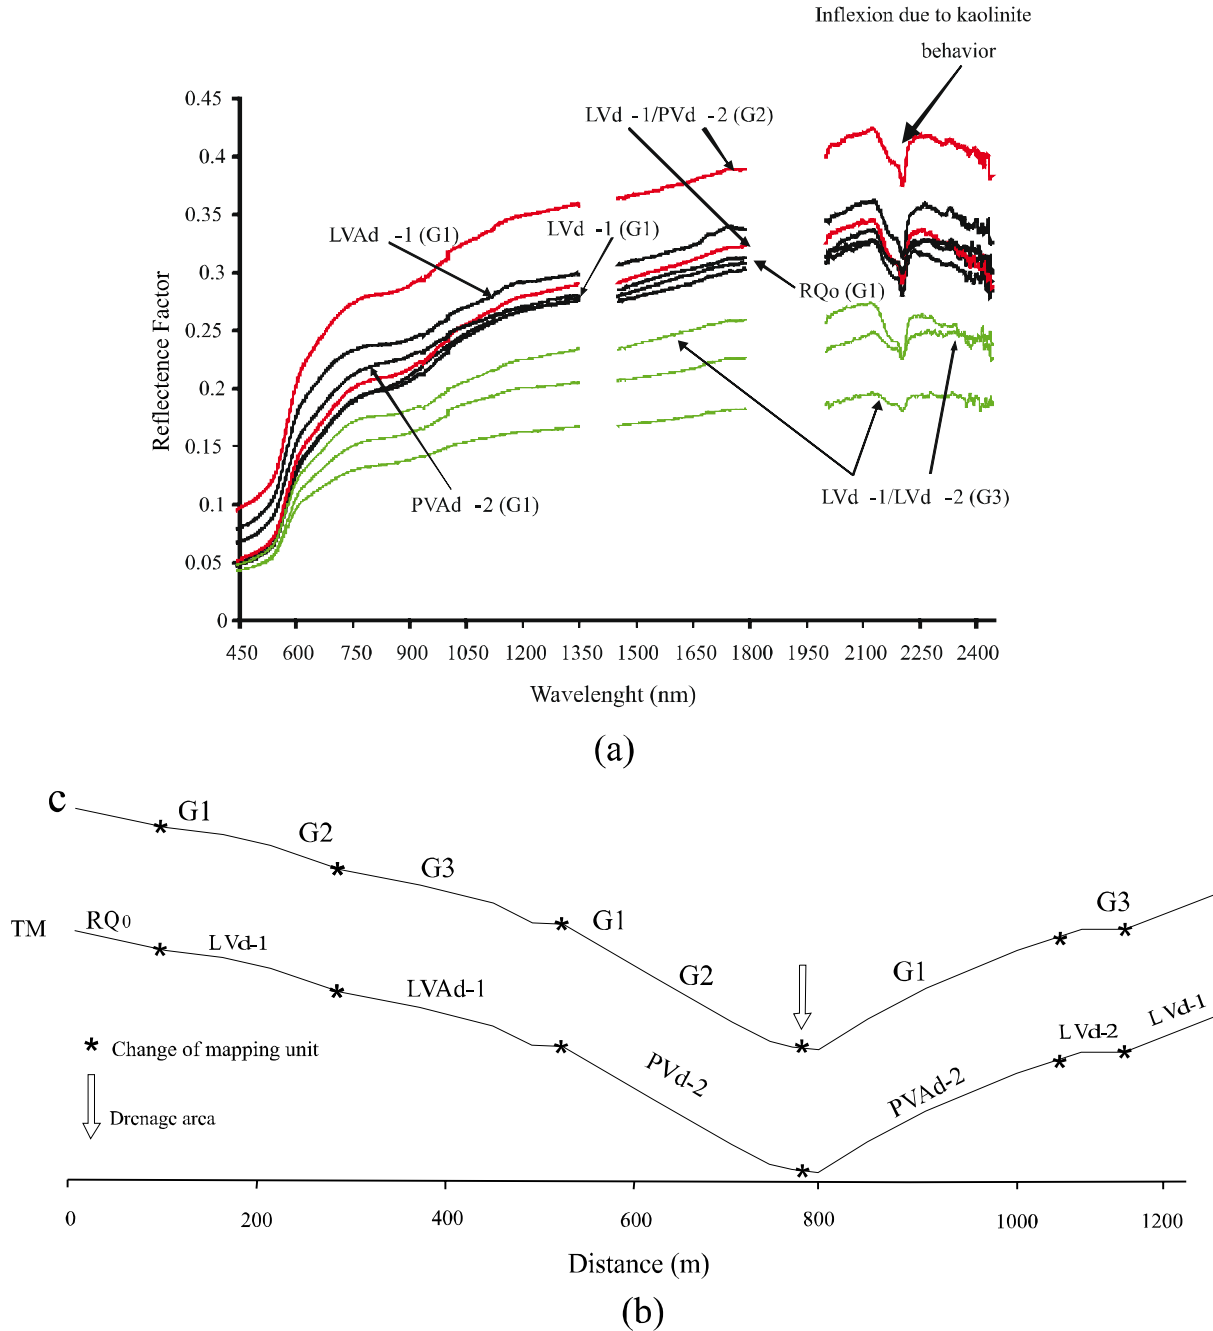 Inflexion due to kaolinite
behavior
0.45
0.4
0.35
0.3
0.25
0.2
0.15
0.1
0.05
0
Reflectence Factor
LVd -1/PVd -2 (G2)
LVAd -1 (G1)
LVd -1 (G1)
RQo (G1)
PVAd -2 (G1)
LVd -1/LVd -2 (G3)
450 600 750 900 1050 1200 1350 1500 1650 1800 1950 2100 2250 2400
Wavelenght (nm)
(a)
c
G1
G2
G3
G1
G2
G1
G3
TM
RQ0
LVd-1
LVAd-1
PVd-2
PVAd-2
LVd-2
LVd-1
* Change of mapping unit
Drenage area
0 200 400 600 800 1000 1200
Distance (m)
(b)